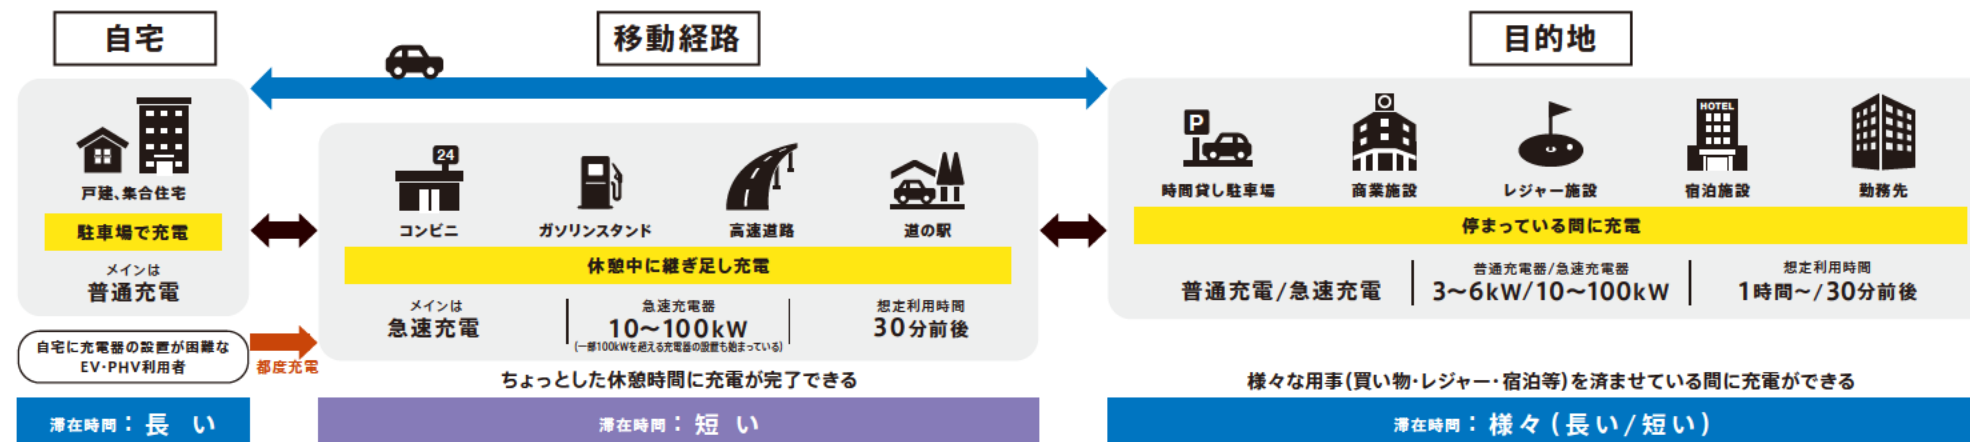 自宅
戸建、集合住宅
駐車場で充電
メインは
普通充電
自宅に充電器の設置が困難な
EV・PHV利用者
都度充電
滞在時間：長い
移動経路
24
コンビニ
ガソリンスタンド
高速道路
道の駅
休憩中に継ぎ足し充電
メインは
急速充電
急速充電器
10〜100kW
(一部100kWを超える充電器の設置も始まっている)
想定利用時間
30分前後
ちょっとした休憩時間に充電が完了できる
滞在時間：短い
目的地
P
HOTEL
時間貸し駐車場
商業施設
レジャー施設
宿泊施設
勤務先
停まっている間に充電
普通充電/急速充電
普通充電器/急速充電器
3〜6kW/10〜100kW
想定利用時間
1時間〜/30分前後
様々な用事(買い物・レジャー・宿泊等)を済ませている間に充電ができる
滞在時間：様々(長い/短い)